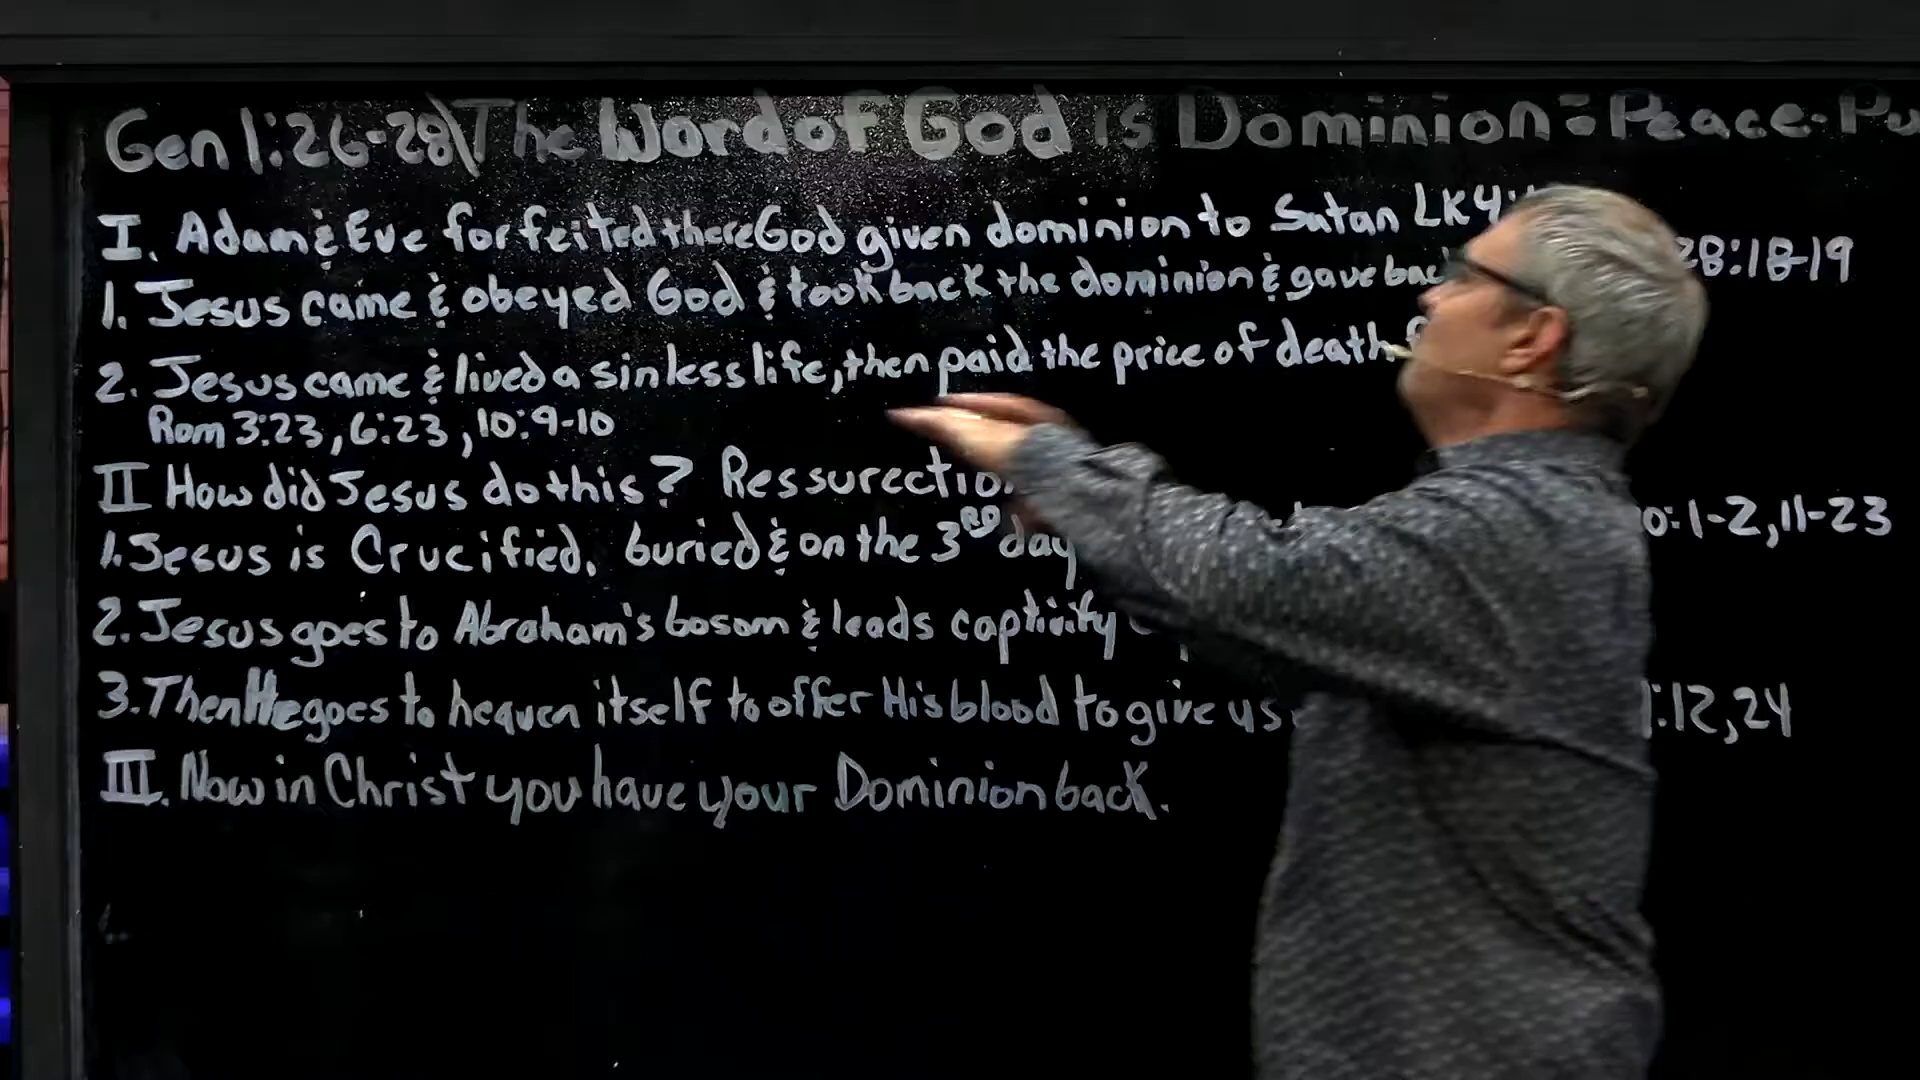 Gen 1:26-28\The Word of God is Dominion = Peace-Pu
I. Adam & Eve forfeited there God given dominion to Satan LK 4:
1. Jesus came & obeyed God & took back the dominion & gave bac 28:18-19
2. Jesus came & lived a sinless life, then paid the price of death
Rom 3:23, 6:23, 10:9-10
II How did Jesus do this? Ressurectio
1. Jesus is Crucified, buried & on the 3RD day 0:1-2, 11-23
2. Jesus goes to Abraham's bosom & leads captivity
3. Then He goes to heaven itself to offer His blood to give us :12, 24
III. Now in Christ you have your Dominion back.